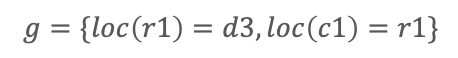 g = {loc(r1) = d3, loc(c1) = r1}